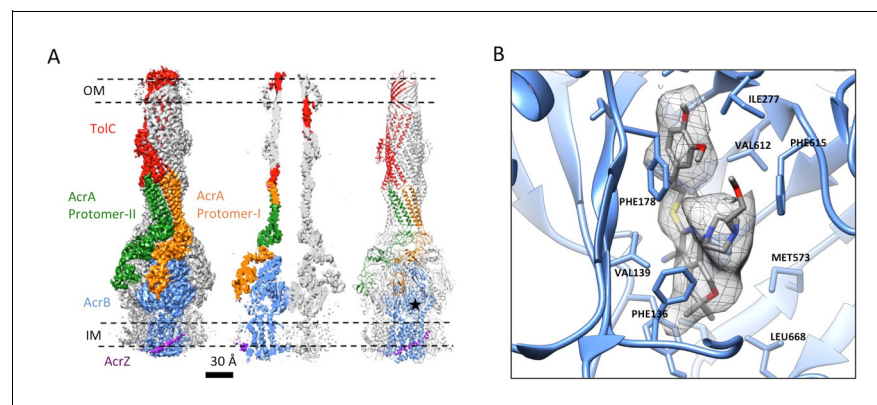 A
OM
TolC
AcrA
Protomer-II
AcrA
Protomer-I
AcrB
IM
AcrZ
30 Å
B
ILE277
VAL612
PHE615
PHE178
VAL139
MET573
PHE136
LEU668